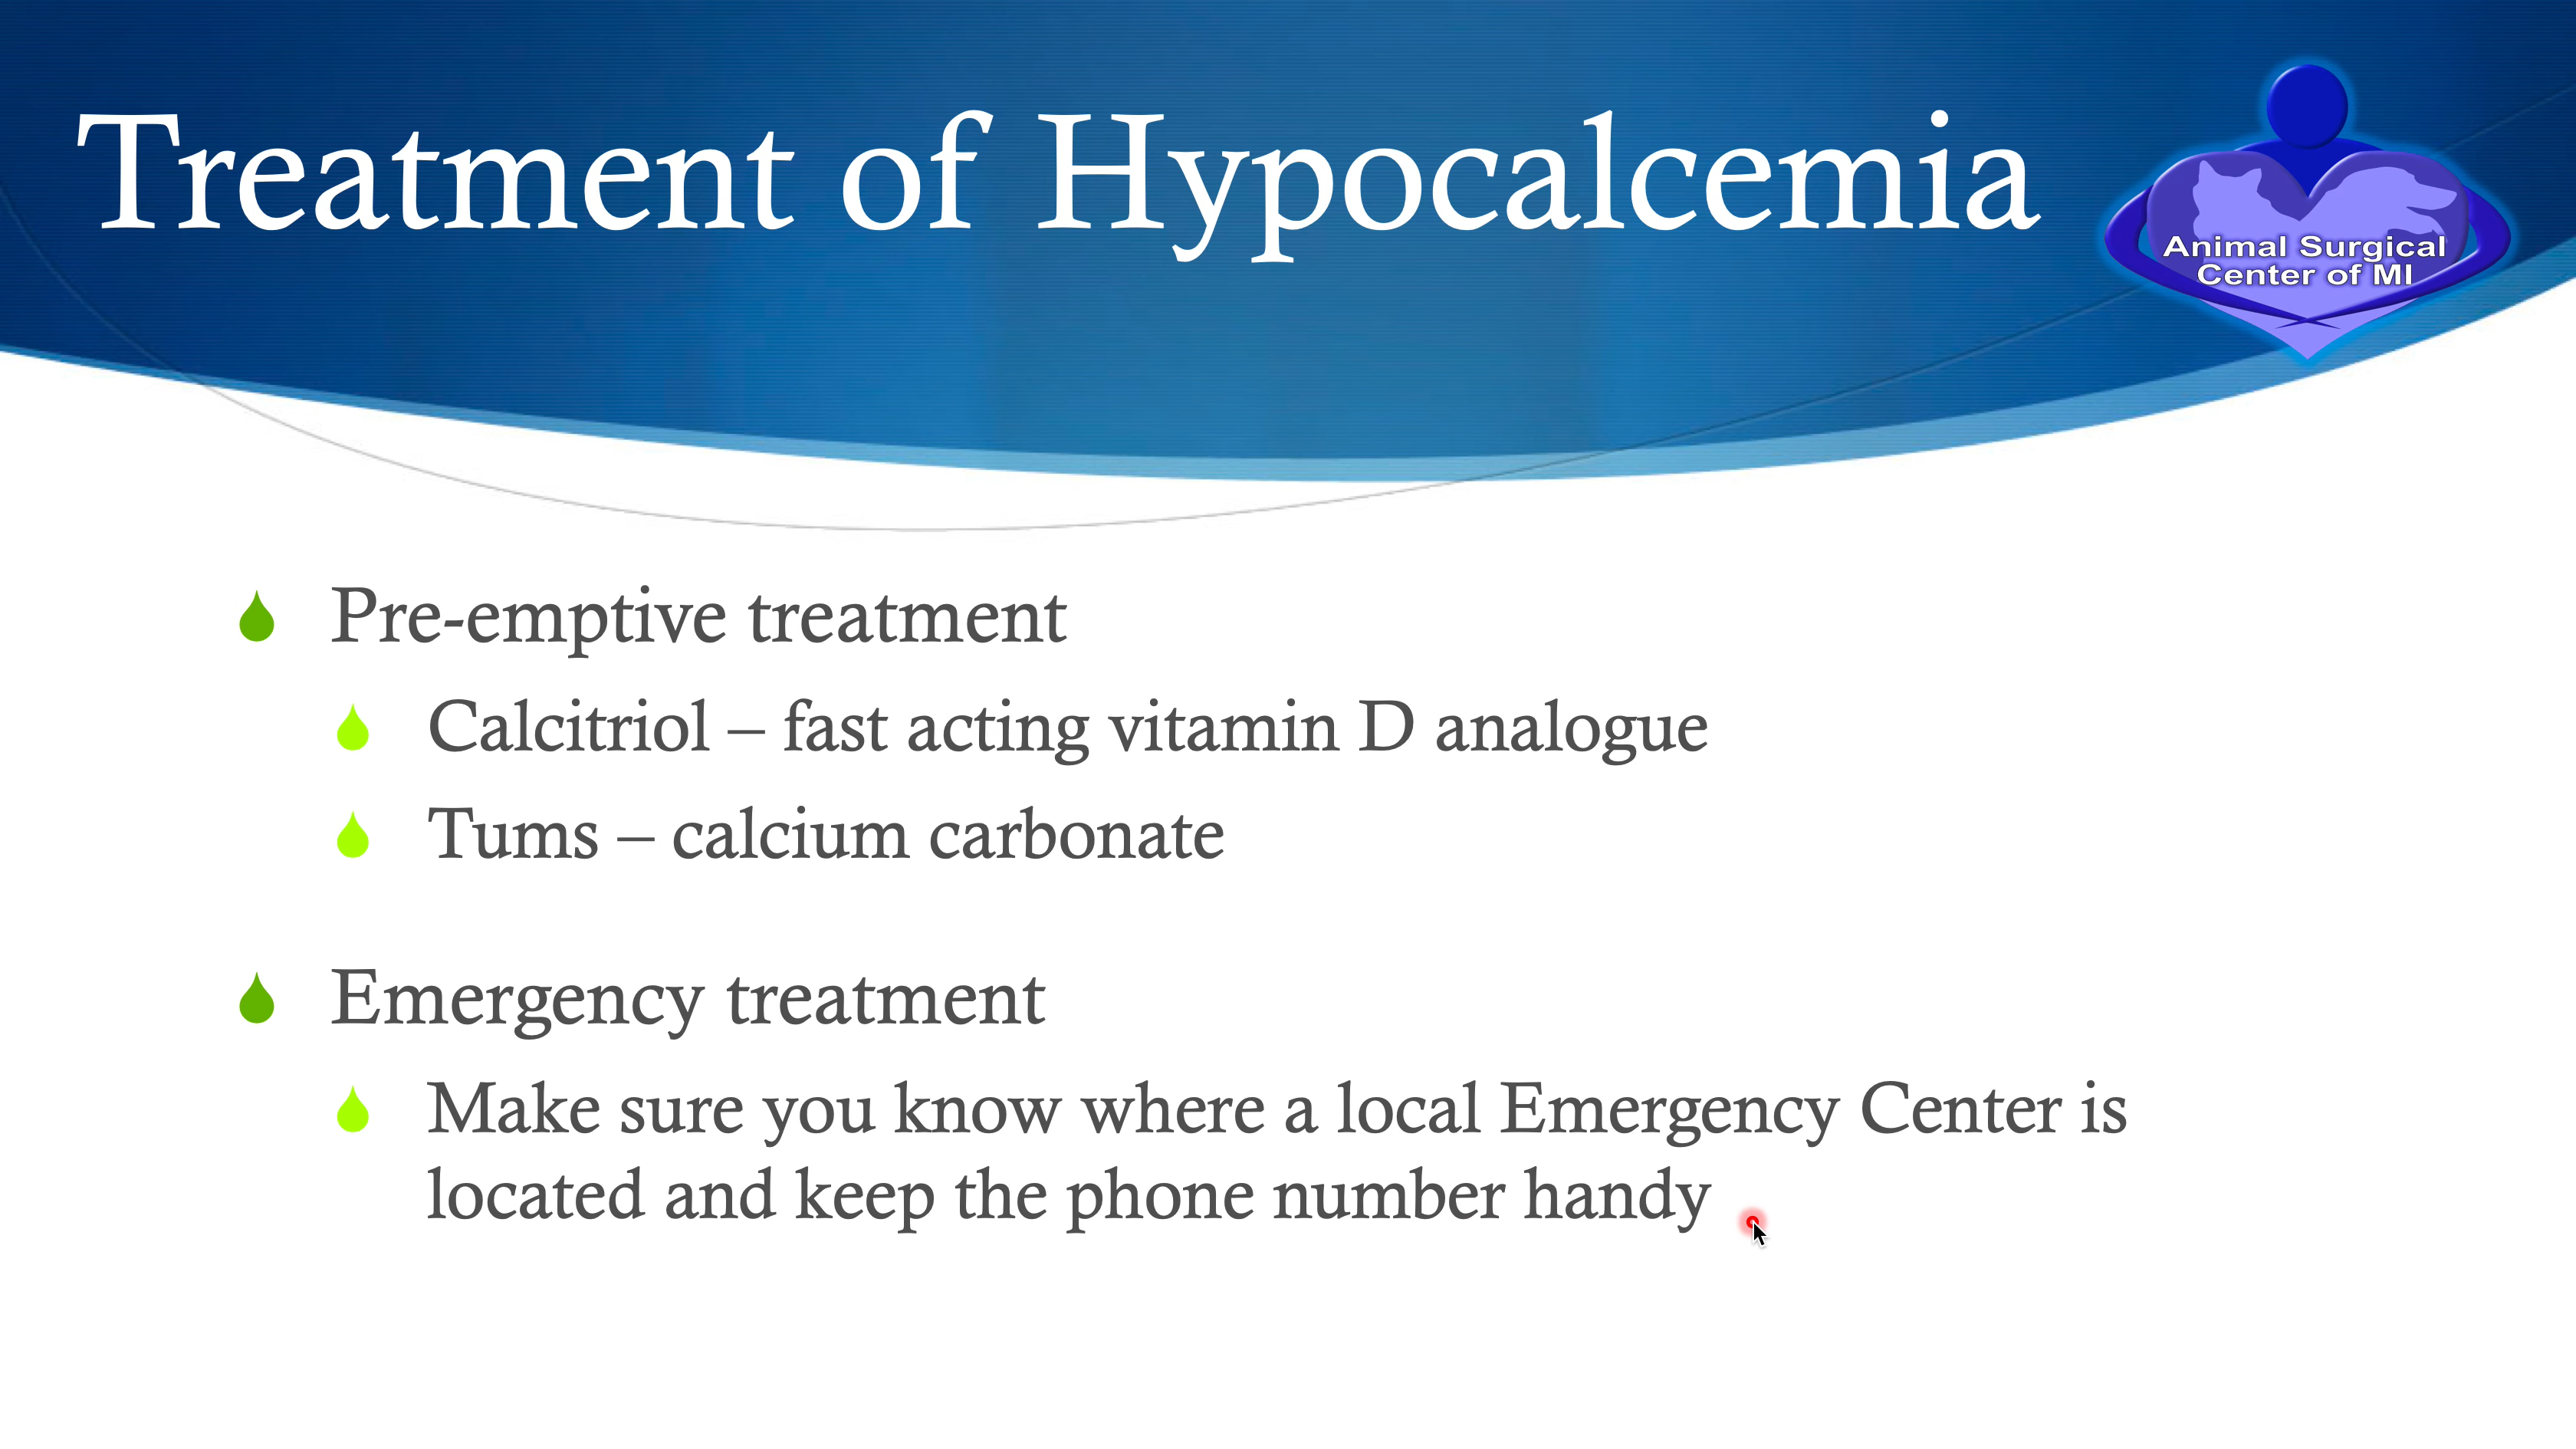 Treatment of Hypocalcemia
Animal Surgical
Center of MI
Pre-emptive treatment
Calcitriol – fast acting vitamin D analogue
Tums – calcium carbonate
Emergency treatment
Make sure you know where a local Emergency Center is
located and keep the phone number handy